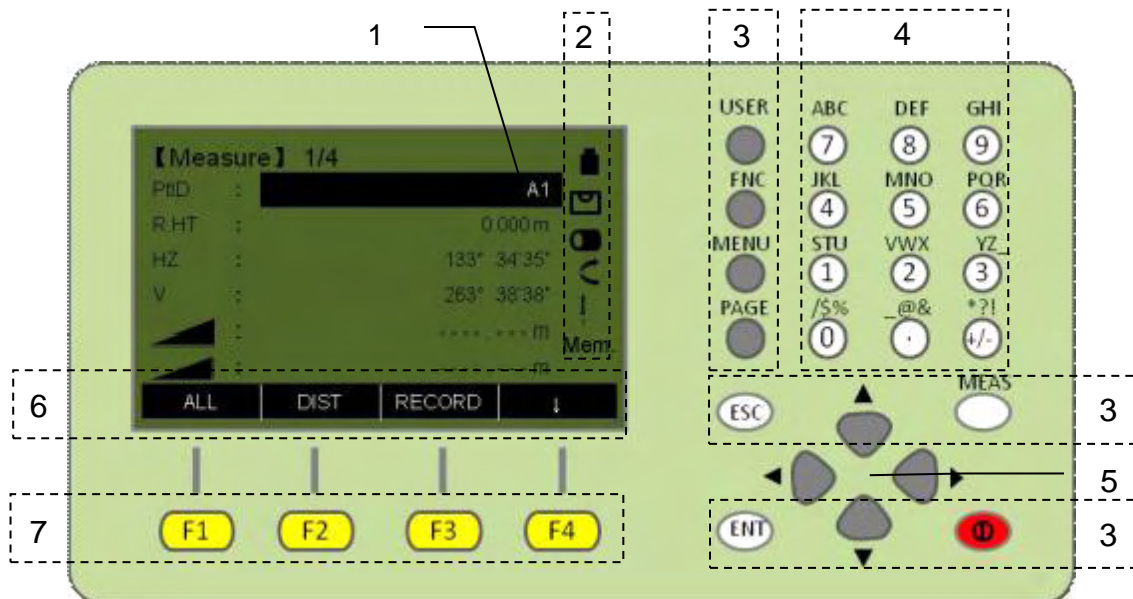 1 2 3 4
USER ABC DEF GHI
7 8 9
【Measure】 1/4
PtID : A1
FNC JKL MNO PQR
4 5 6
R.HT : 0.000m
MENU STU VWX YZ_
HZ : 133° 34'35"
1 2 3
V : 263° 38'38"
PAGE /$% _@& *?!
: ----.---m
0 . +/-
Mem.
: ----.---m
MEAS
6 ALL DIST RECORD ↓
ESC 3
5
7 F1 F2 F3 F4
ENT 3